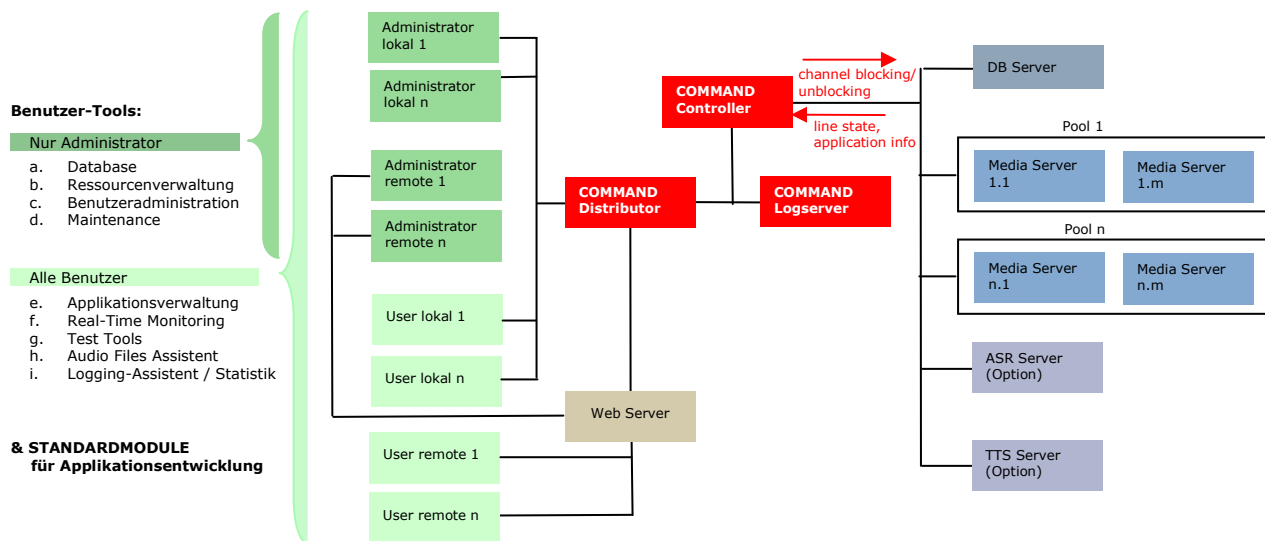 Benutzer-Tools:
Nur Administrator
a. Database
b. Ressourcenverwaltung
c. Benutzeradministration
d. Maintenance
Alle Benutzer
e. Applikationsverwaltung
f. Real-Time Monitoring
g. Test Tools
h. Audio Files Assistent
i. Logging-Assistent / Statistik
& STANDARDMODULE
für Applikationsentwicklung
Administrator
lokal 1
Administrator
lokal n
Administrator
remote 1
Administrator
remote n
User lokal 1
User lokal n
User remote 1
User remote n
COMMAND
Distributor
Web Server
COMMAND
Controller
COMMAND
Logserver
channel blocking/
unblocking
line state,
application info
DB Server
Pool 1
Media Server
1.1
Media Server
1.m
Pool n
Media Server
n.1
Media Server
n.m
ASR Server
(Option)
TTS Server
(Option)